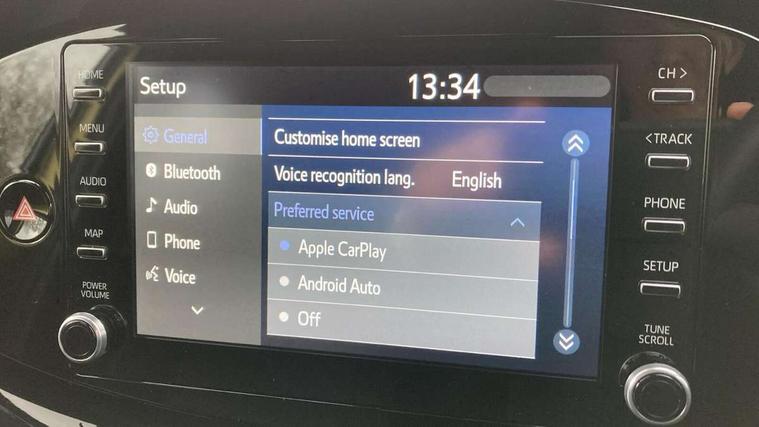 HOME
MENU
AUDIO
MAP
POWER
VOLUME
Setup
13:34
General
Bluetooth
Audio
Phone
Voice
Customise home screen
Voice recognition lang. English
Preferred service
Apple CarPlay
Android Auto
Off
CH >
< TRACK
PHONE
SETUP
TUNE
SCROLL